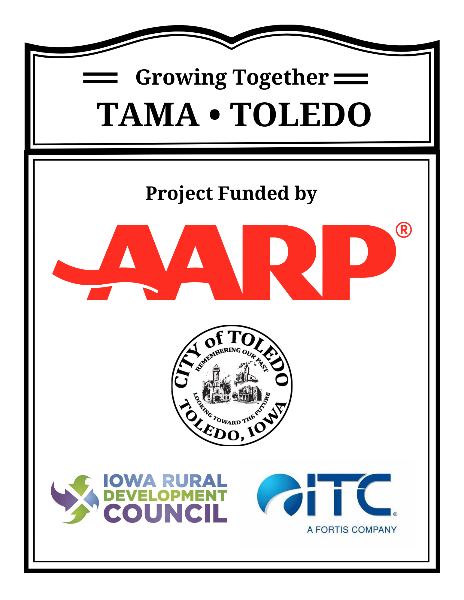 Growing Together
TAMA • TOLEDO
Project Funded by
AARP®
CITY of TOLEDO
REMEMBERING OUR PAST
LOOKING TOWARD THE FUTURE
TOLEDO, IOWA
IOWA RURAL
DEVELOPMENT
COUNCIL
ITC®
A FORTIS COMPANY